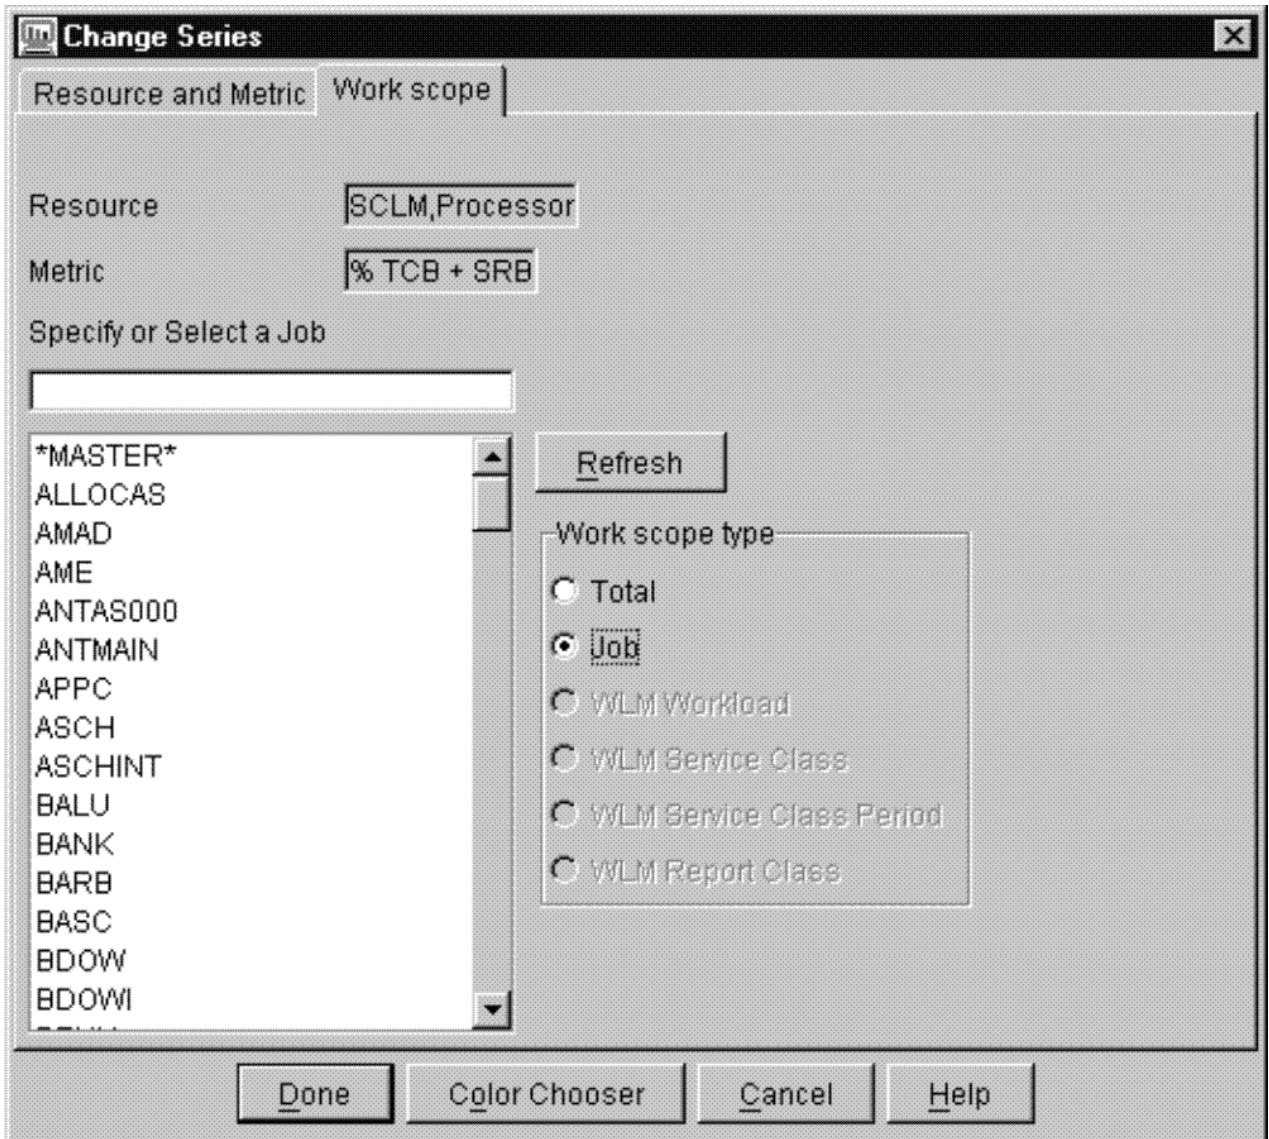 Change Series
Resource and Metric
Work scope
Resource
SCLM,Processor
Metric
% TCB + SRB
Specify or Select a Job
*MASTER*
ALLOCAS
AMAD
AME
ANTAS000
ANTMAIN
APPC
ASCH
ASCHINT
BALU
BANK
BARB
BASC
BDOW
BDOWI
Refresh
Work scope type
Total
Job
WLM Workload
WLM Service Class
WLM Service Class Period
WLM Report Class
Done
Color Chooser
Cancel
Help